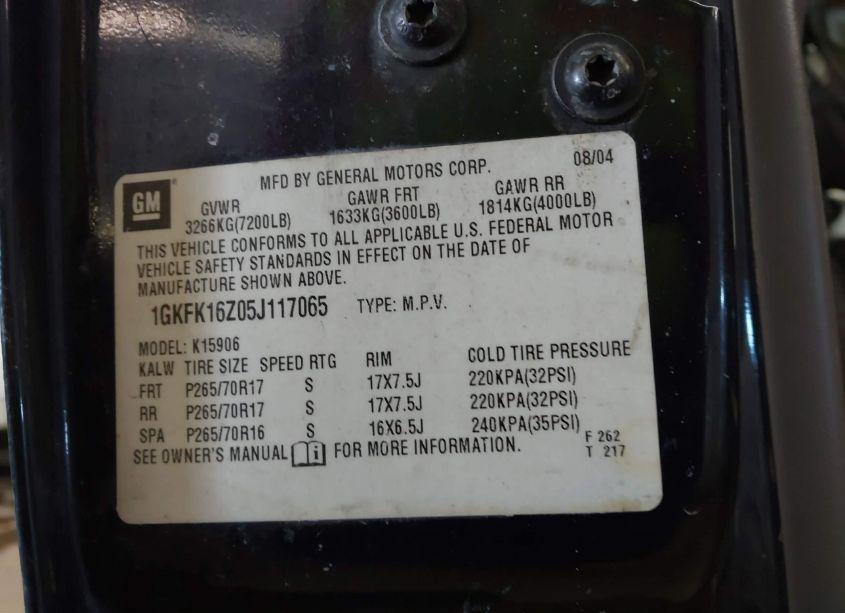 GM
MFD BY GENERAL MOTORS CORP. 08/04
GVWR GAWR FRT GAWR RR
3266KG(7200LB) 1633KG(3600LB) 1814KG(4000LB)
THIS VEHICLE CONFORMS TO ALL APPLICABLE U.S. FEDERAL MOTOR
VEHICLE SAFETY STANDARDS IN EFFECT ON THE DATE OF
MANUFACTURE SHOWN ABOVE.
1GKFK16Z05J117065 TYPE: M.P.V.
MODEL: K15906
KALW TIRE SIZE SPEED RTG RIM COLD TIRE PRESSURE
FRT P265/70R17 S 17X7.5J 220KPA(32PSI)
RR P265/70R17 S 17X7.5J 220KPA(32PSI)
SPA P265/70R16 S 16X6.5J 240KPA(35PSI)
SEE OWNER'S MANUAL i FOR MORE INFORMATION.
F 262
T 217